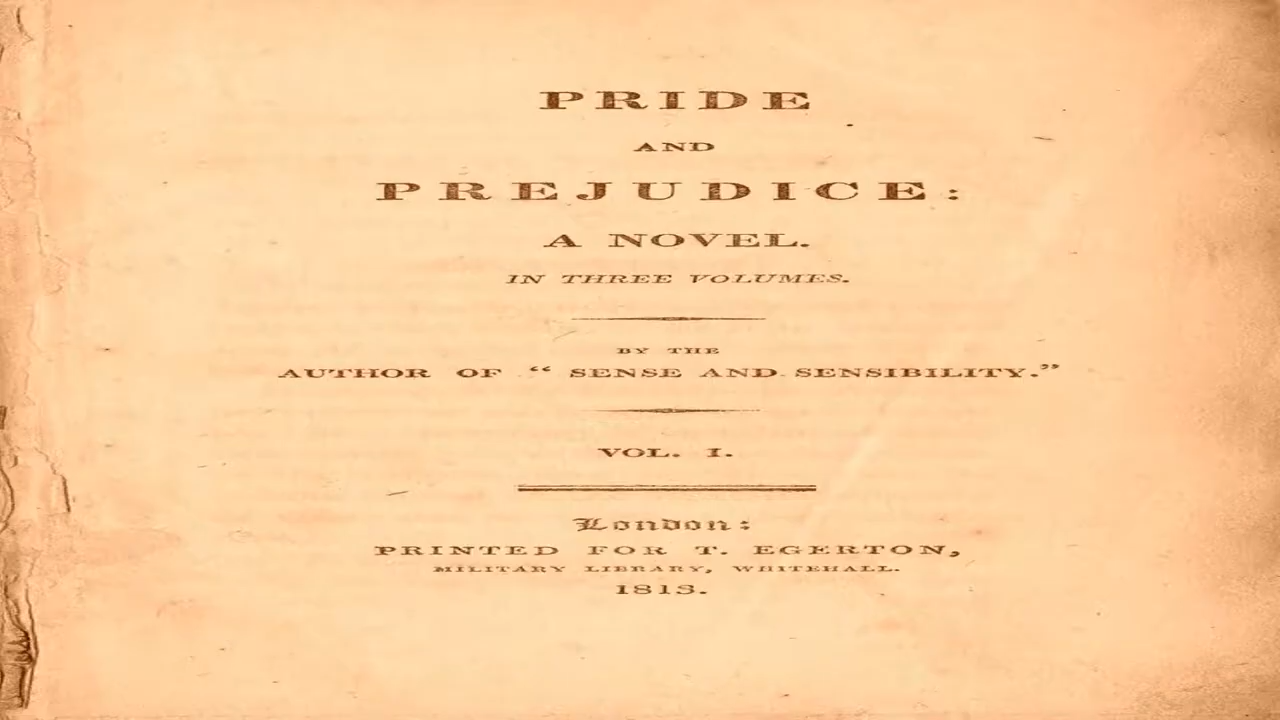 PRIDE
AND
PREJUDICE:
A NOVEL.
IN THREE VOLUMES.
BY THE
AUTHOR OF “ SENSE AND SENSIBILITY.”
VOL. I.
London:
PRINTED FOR T. EGERTON,
MILITARY LIBRARY, WHITEHALL.
1813.